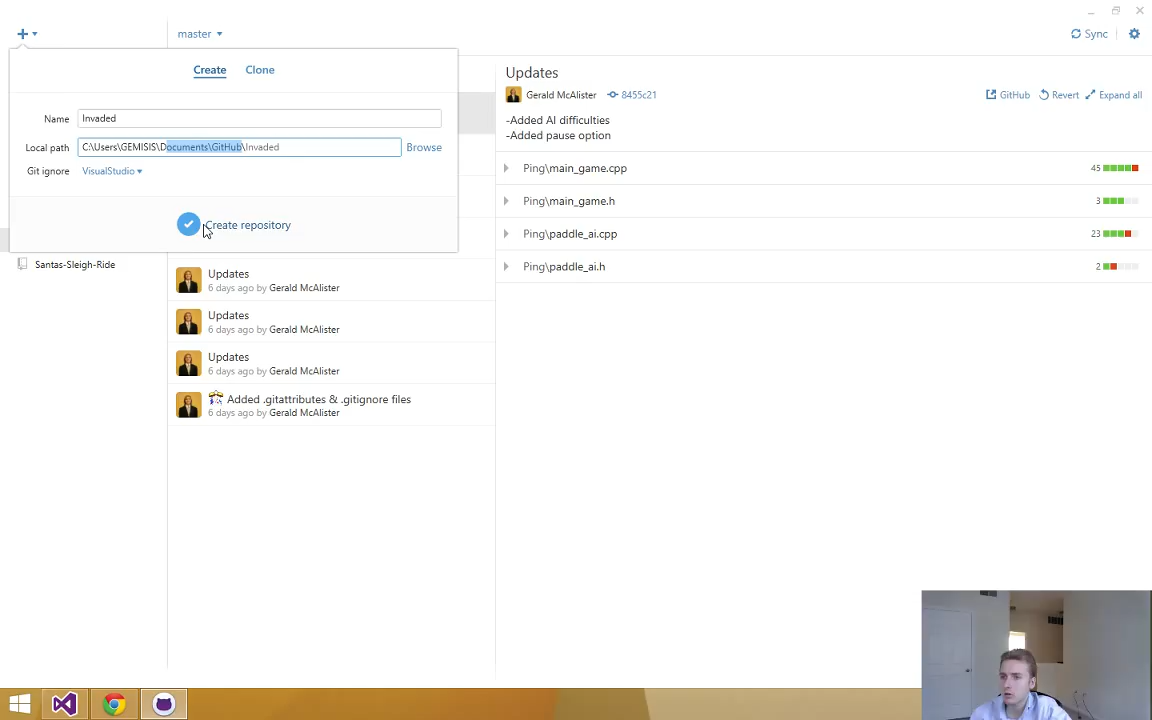 master
Sync
Create
Clone
Name
Invaded
Local path
C:\Users\GEMISIS\Documents\GitHub\Invaded
Browse
Git ignore
VisualStudio
Create repository
Santas-Sleigh-Ride
Updates
6 days ago by Gerald McAlister
Updates
6 days ago by Gerald McAlister
Updates
6 days ago by Gerald McAlister
Added .gitattributes & .gitignore files
6 days ago by Gerald McAlister
Updates
Gerald McAlister
8455c21
GitHub
Revert
Expand all
-Added AI difficulties
-Added pause option
Ping\main_game.cpp
45
Ping\main_game.h
3
Ping\paddle_ai.cpp
23
Ping\paddle_ai.h
2